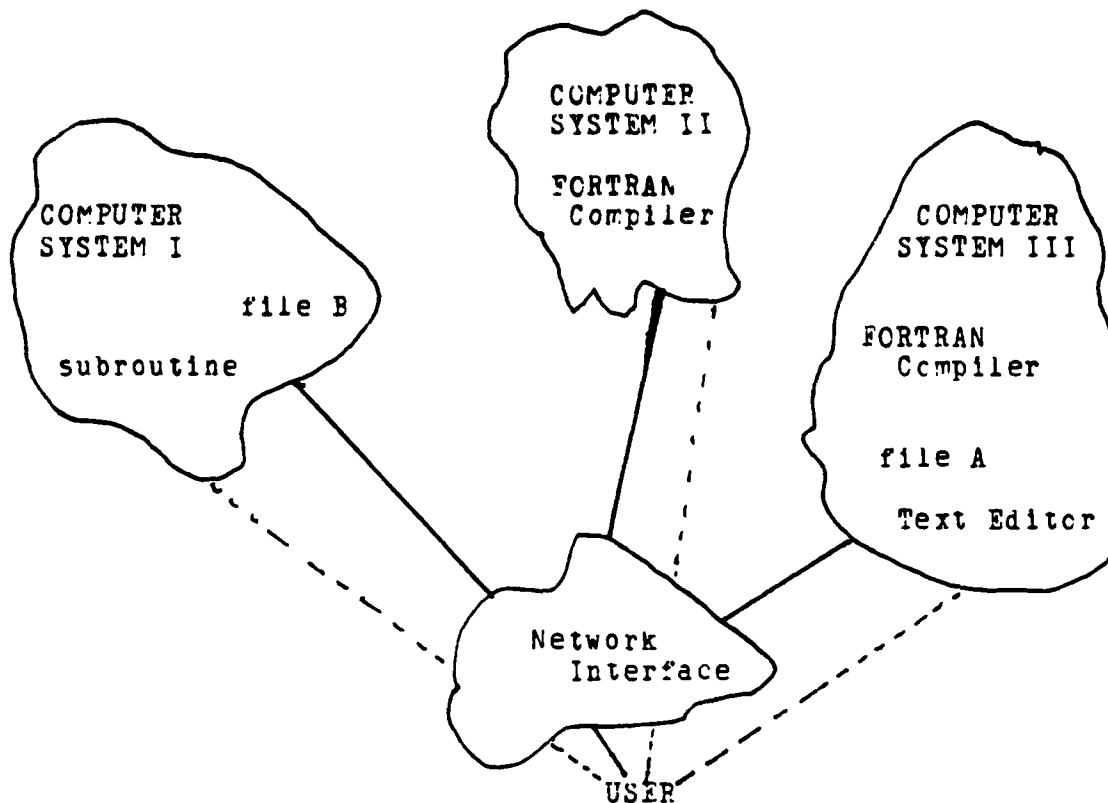 COMPUTER
SYSTEM I
file B
subroutine
COMPUTER
SYSTEM II
FORTRAN
Compiler
COMPUTER
SYSTEM III
FORTRAN
Compiler
file A
Text Editor
Network
Interface
USER